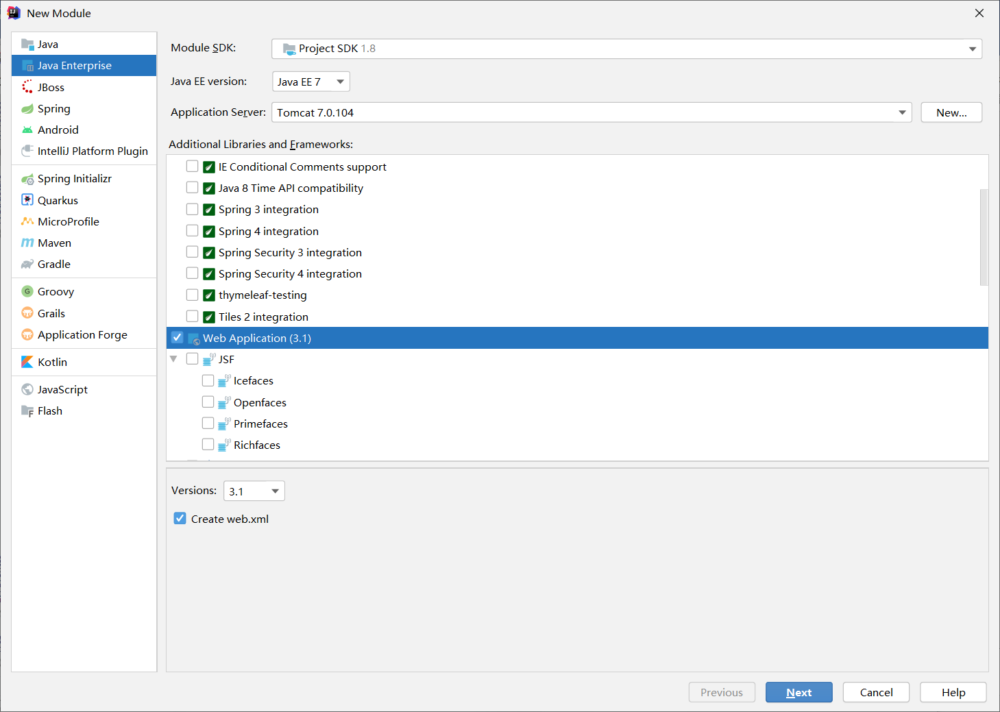 New Module
Java
Java Enterprise
JBoss
Spring
Android
IntelliJ Platform Plugin
Spring Initializr
Quarkus
MicroProfile
Maven
Gradle
Groovy
Grails
Application Forge
Kotlin
JavaScript
Flash
Module SDK: Project SDK 1.8
Java EE version: Java EE 7
Application Server: Tomcat 7.0.104 New...
Additional Libraries and Frameworks:
IE Conditional Comments support
Java 8 Time API compatibility
Spring 3 integration
Spring 4 integration
Spring Security 3 integration
Spring Security 4 integration
thymeleaf-testing
Tiles 2 integration
Web Application (3.1)
JSF
Icefaces
Openfaces
Primefaces
Richfaces
Versions: 3.1
Create web.xml
Previous Next Cancel Help